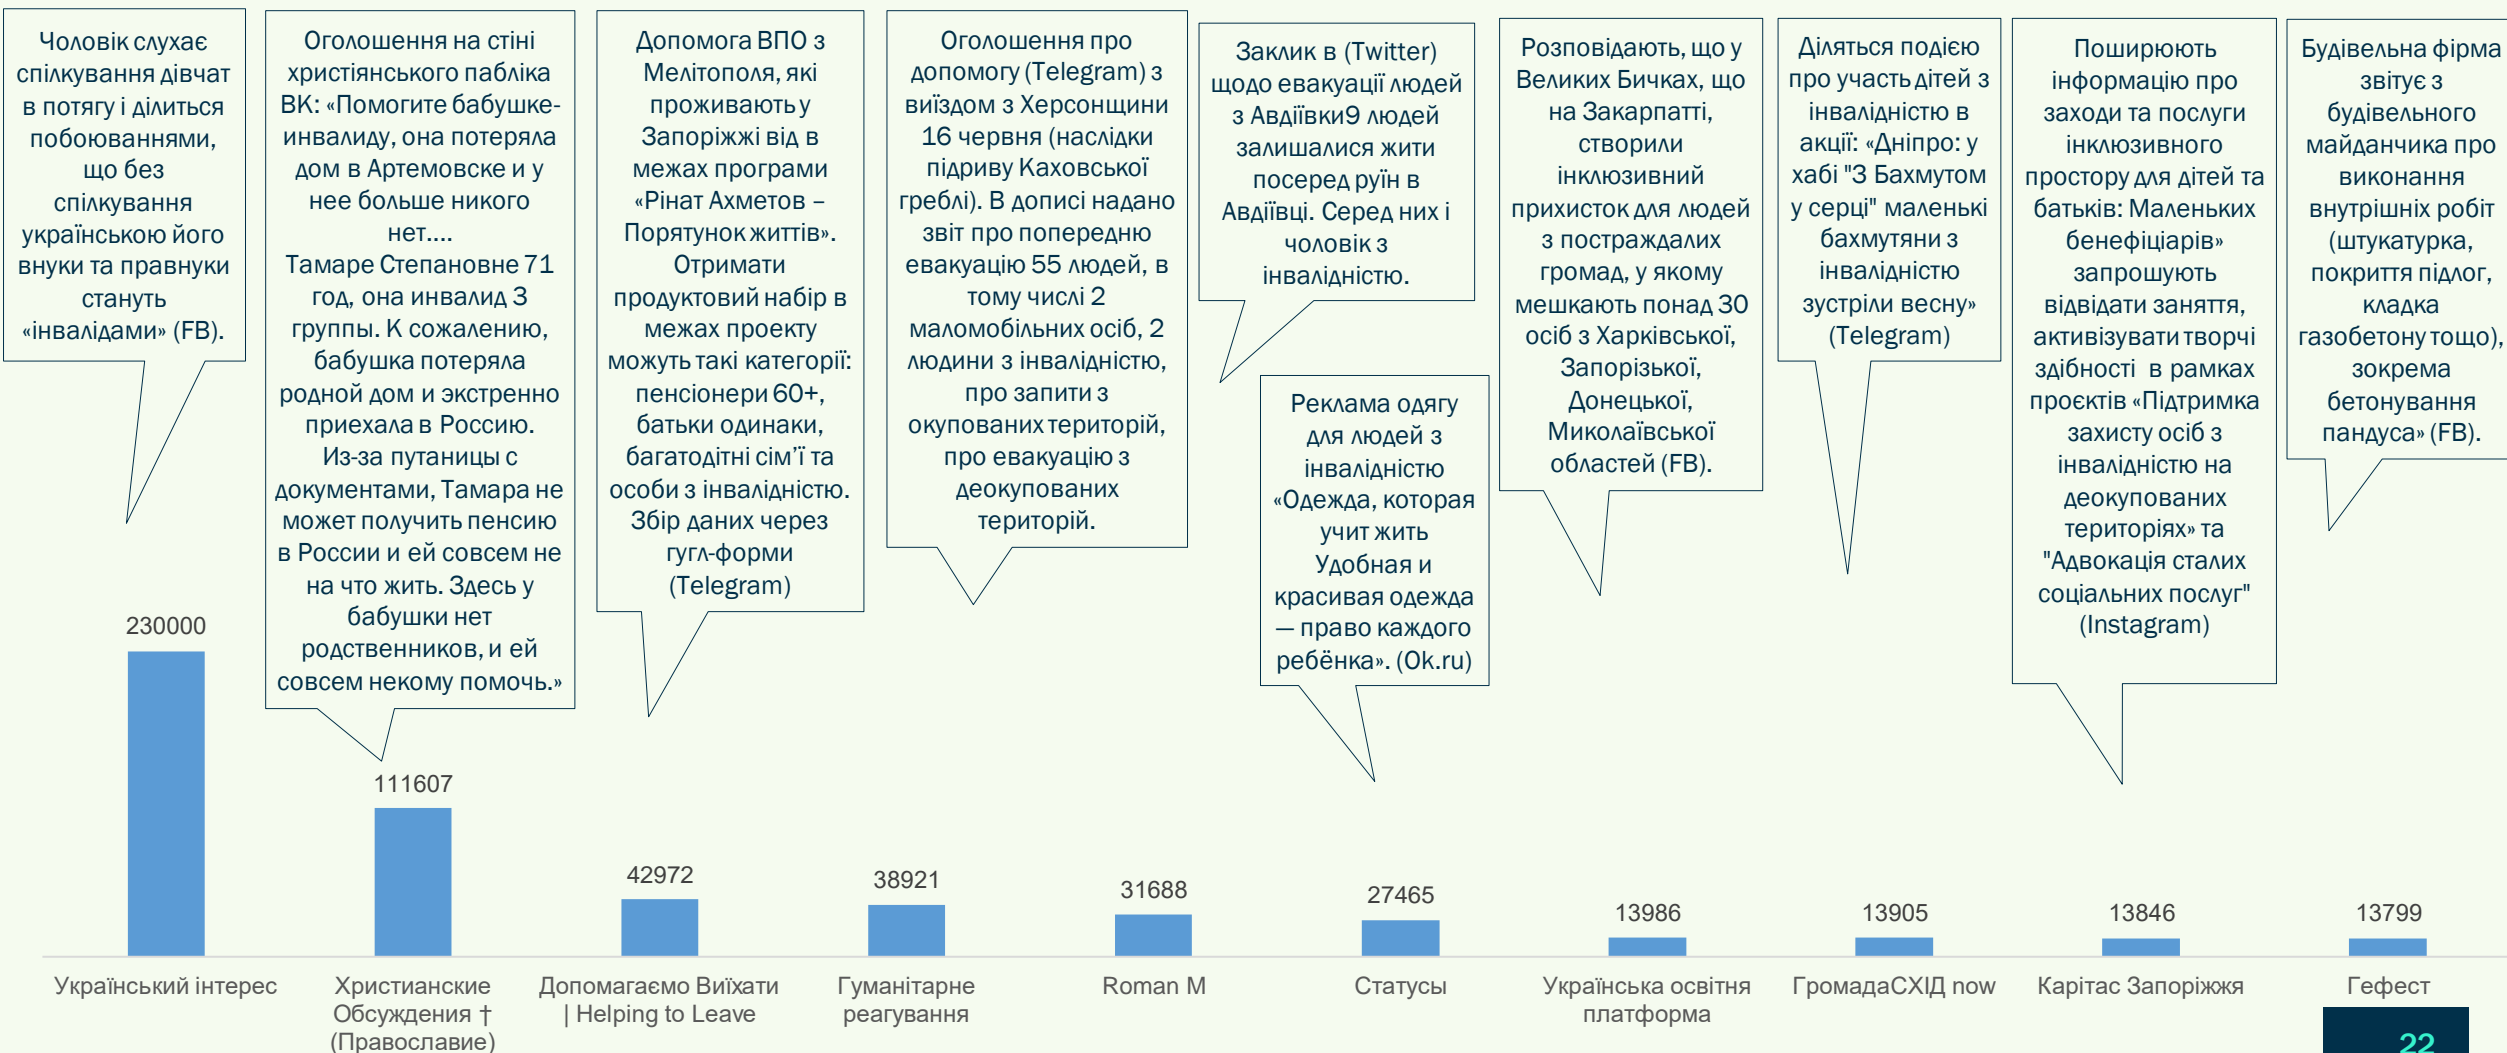 Чоловік слухає
спілкування дівчат
в потягу і ділиться
побоюваннями,
що без
спілкування
українською його
внуки та правнуки
стануть
«інвалідами» (FB).
Оголошення на стіні
християнського пабліка
ВК: «Помогите бабушке-
инвалиду, она потеряла
дом в Артемовске и у
нее больше никого
нет....
Тамаре Степановне 71
год, она инвалид 3
группы. К сожалению,
бабушка потеряла
родной дом и экстренно
приехала в Россию.
Из-за путаницы с
документами, Тамара не
может получить пенсию
в России и ей совсем не
на что жить. Здесь у
бабушки нет
родственников, и ей
совсем некому помочь.»
Допомога ВПО з
Мелітополя, які
проживають у
Запоріжжі від в
межах програми
«Рінат Ахметов –
Порятунок життів».
Отримати
продуктовий набір в
межах проекту
можуть такі категорії:
пенсіонери 60+,
батьки одинаки,
багатодітні сім’ї та
особи з інвалідністю.
Збір даних через
гугл-форми
(Telegram)
Оголошення про
допомогу (Telegram) з
виїздом з Херсонщини
16 червня (наслідки
підриву Каховської
греблі). В дописі надано
звіт про попередню
евакуацію 55 людей, в
тому числі 2
маломобільних осіб, 2
людини з інвалідністю,
про запити з
окупованих територій,
про евакуацію з
деокупованих
територій.
Заклик в (Twitter)
щодо евакуації людей
з Авдіївки9 людей
залишалися жити
посеред руїн в
Авдіївці. Серед них і
чоловік з
інвалідністю.
Реклама одягу
для людей з
інвалідністю
«Одежда, которая
учит жить
Удобная и
красивая одежда
— право каждого
ребёнка». (Ok.ru)
Розповідають, що у
Великих Бичках, що
на Закарпатті,
створили
інклюзивний
прихисток для людей
з постраждалих
громад, у якому
мешкають понад 30
осіб з Харківської,
Запорізької,
Донецької,
Миколаївської
областей (FB).
Діляться подією
про участь дітей з
інвалідністю в
акції: «Дніпро: у
хабі "З Бахмутом
у серці" маленькі
бахмутяни з
інвалідністю
зустріли весну»
(Telegram)
Поширюють
інформацію про
заходи та послуги
інклюзивного
простору для дітей та
батьків: Маленьких
бенефіціарів»
запрошують
відвідати заняття,
активізувати творчі
здібності в рамках
проєктів «Підтримка
захисту осіб з
інвалідністю на
деокупованих
територіях» та
"Адвокація сталих
соціальних послуг"
(Instagram)
Будівельна фірма
звітує з
будівельного
майданчика про
виконання
внутрішніх робіт
(штукатурка,
покриття підлог,
кладка
газобетону тощо),
зокрема
бетонування
пандуса» (FB).
230000
111607
42972
38921
31688
27465
13986
13905
13846
13799
Український інтерес
Христианские
Обсуждения †
(Православие)
Допомагаємо Виїхати
| Helping to Leave
Гуманітарне
реагування
Roman M
Статусы
Українська освітня
платформа
ГромадаСХІД now
Карітас Запоріжжя
Гефест
22